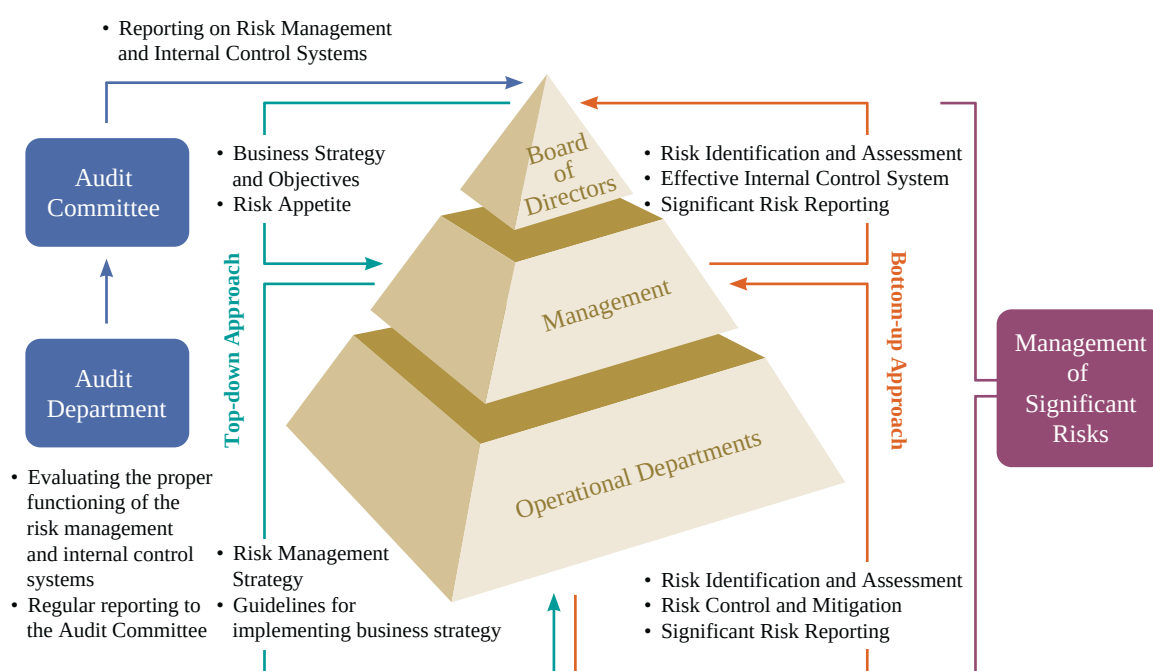 • Reporting on Risk Management
and Internal Control Systems
Audit
Committee
• Business Strategy
and Objectives
• Risk Appetite
Board
of
Directors
• Risk Identification and Assessment
• Effective Internal Control System
• Significant Risk Reporting
Top-down Approach
Management
Bottom-up Approach
Management
of
Significant
Risks
Audit
Department
Operational Departments
• Evaluating the proper
functioning of the
risk management
and internal control
systems
• Regular reporting to
the Audit Committee
• Risk Management
Strategy
• Guidelines for
implementing business strategy
• Risk Identification and Assessment
• Risk Control and Mitigation
• Significant Risk Reporting